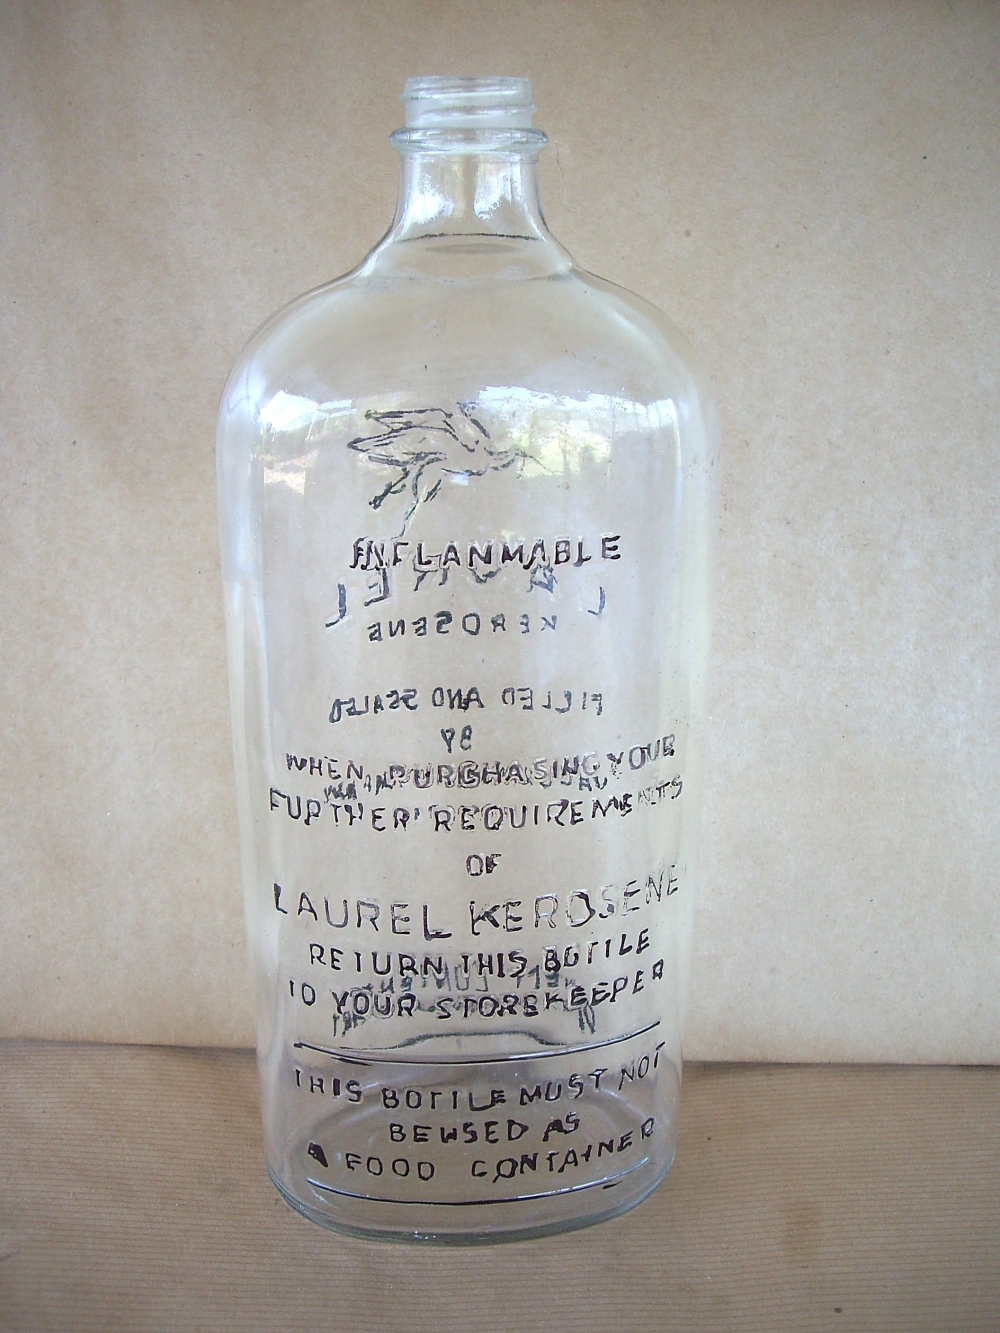 INFLANMABLE
LAUREL
KEROSENE
FILLED AND SEALED
BY
WHEN PURCHASING YOUR
FURTHER REQUIREMENTS
OF
LAUREL KEROSENE
RETURN THIS BOTTLE
TO YOUR STOREKEEPER
THIS BOTTLE MUST NOT
BE USED AS
A FOOD CONTAINER